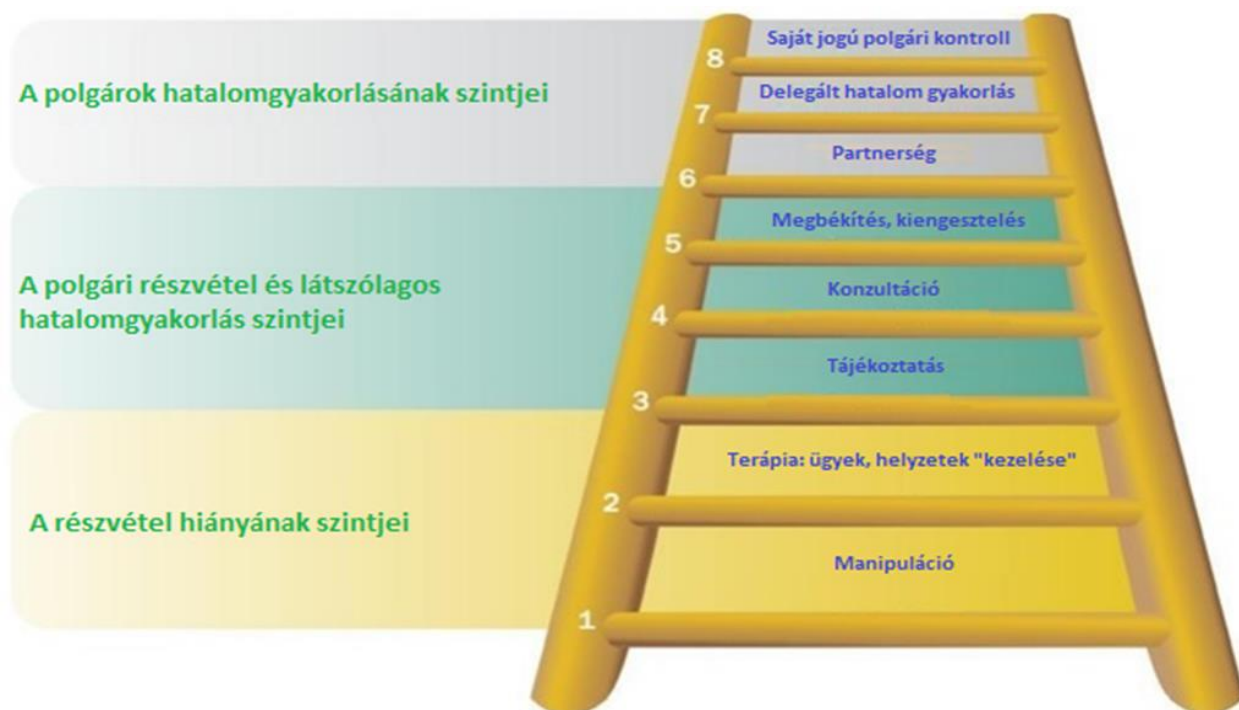 Saját jogú polgári kontroll
8
A polgárok hatalomgyakorlásának szintjei
Delegált hatalom gyakorlás
7
Partnerség
6
Megbékítés, kiengesztelés
5
A polgári részvétel és látszólagos
hatalomgyakorlás szintjei
Konzultáció
4
Tájékoztatás
3
Terápia: ügyek, helyzetek "kezelése"
2
A részvétel hiányának szintjei
Manipuláció
1